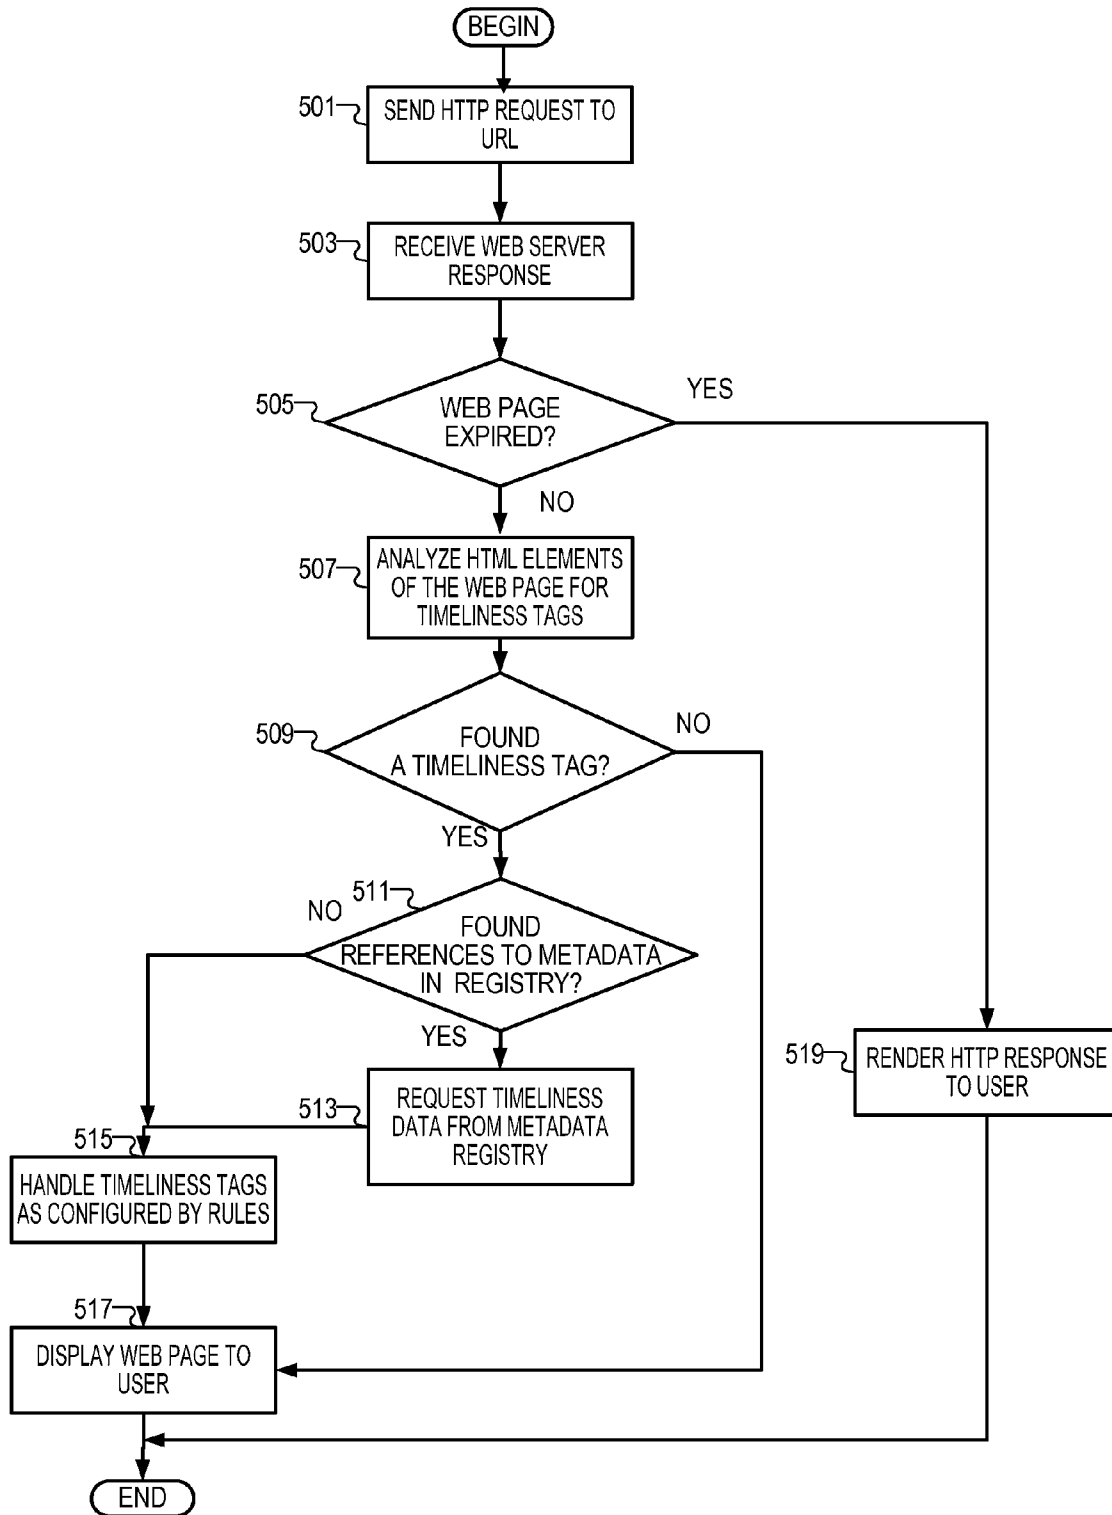 BEGIN
501
SEND HTTP REQUEST TO
URL
503
RECEIVE WEB SERVER
RESPONSE
505
WEB PAGE
EXPIRED?
YES
NO
507
ANALYZE HTML ELEMENTS
OF THE WEB PAGE FOR
TIMELINESS TAGS
509
FOUND
A TIMELINESS TAG?
NO
YES
511
NO
FOUND
REFERENCES TO METADATA
IN REGISTRY?
YES
513
REQUEST TIMELINESS
DATA FROM METADATA
REGISTRY
519
RENDER HTTP RESPONSE
TO USER
515
HANDLE TIMELINESS TAGS
AS CONFIGURED BY RULES
517
DISPLAY WEB PAGE TO
USER
END